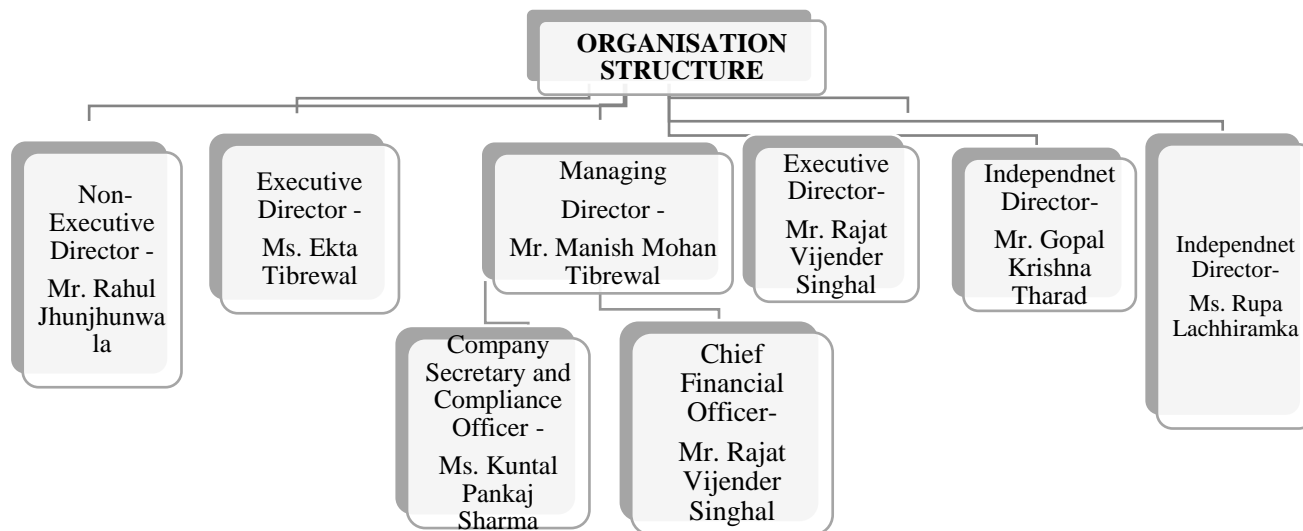 ORGANISATION
STRUCTURE
Non-
Executive
Director -
Mr. Rahul
Jhunjhunwa
la
Executive
Director -
Ms. Ekta
Tibrewal
Managing
Director -
Mr. Manish Mohan
Tibrewal
Executive
Director-
Mr. Rajat
Vijender
Singhal
Independnet
Director-
Mr. Gopal
Krishna
Tharad
Independnet
Director-
Ms. Rupa
Lachhiramka
Company
Secretary and
Compliance
Officer -
Ms. Kuntal
Pankaj
Sharma
Chief
Financial
Officer-
Mr. Rajat
Vijender
Singhal